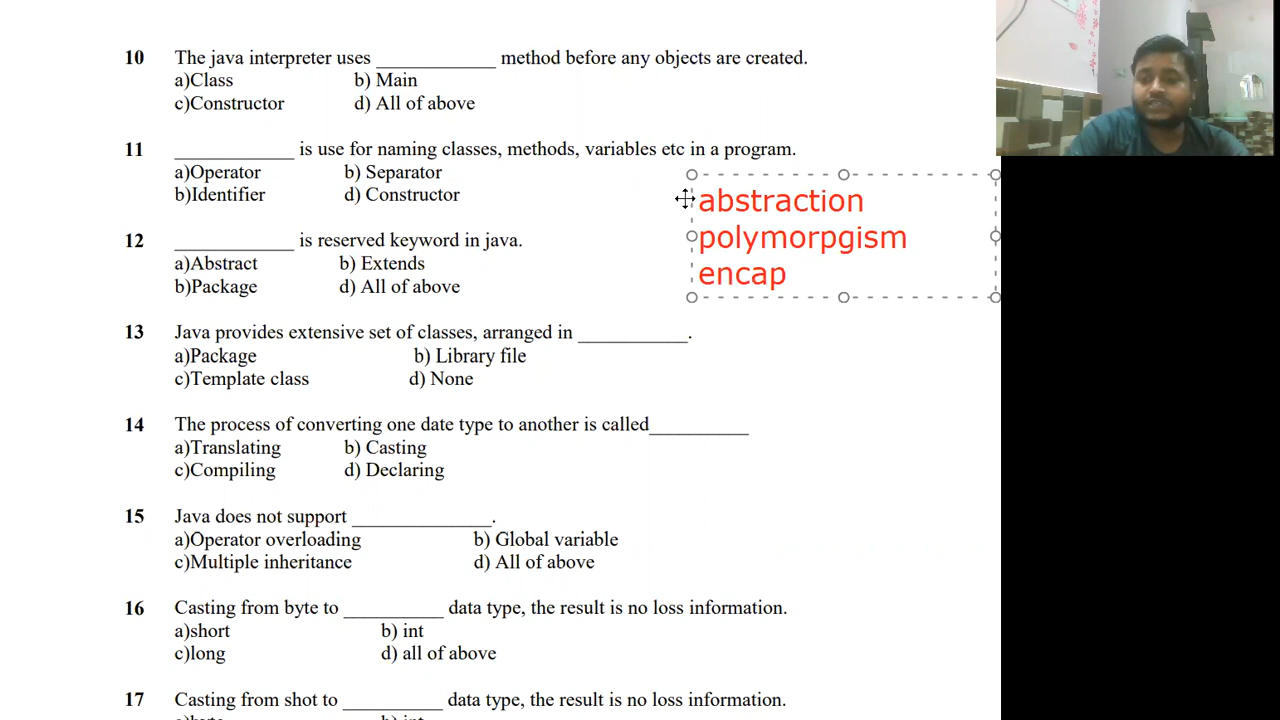 10 The java interpreter uses ____________ method before any objects are created.
a)Class b) Main
c)Constructor d) All of above
11 ____________ is use for naming classes, methods, variables etc in a program.
a)Operator b) Separator
b)Identifier d) Constructor
abstraction
polymorpgism
encap
12 ____________ is reserved keyword in java.
a)Abstract b) Extends
b)Package d) All of above
13 Java provides extensive set of classes, arranged in ___________.
a)Package b) Library file
c)Template class d) None
14 The process of converting one date type to another is called__________
a)Translating b) Casting
c)Compiling d) Declaring
15 Java does not support ______________.
a)Operator overloading b) Global variable
c)Multiple inheritance d) All of above
16 Casting from byte to __________ data type, the result is no loss information.
a)short b) int
c)long d) all of above
17 Casting from shot to __________ data type, the result is no loss information.